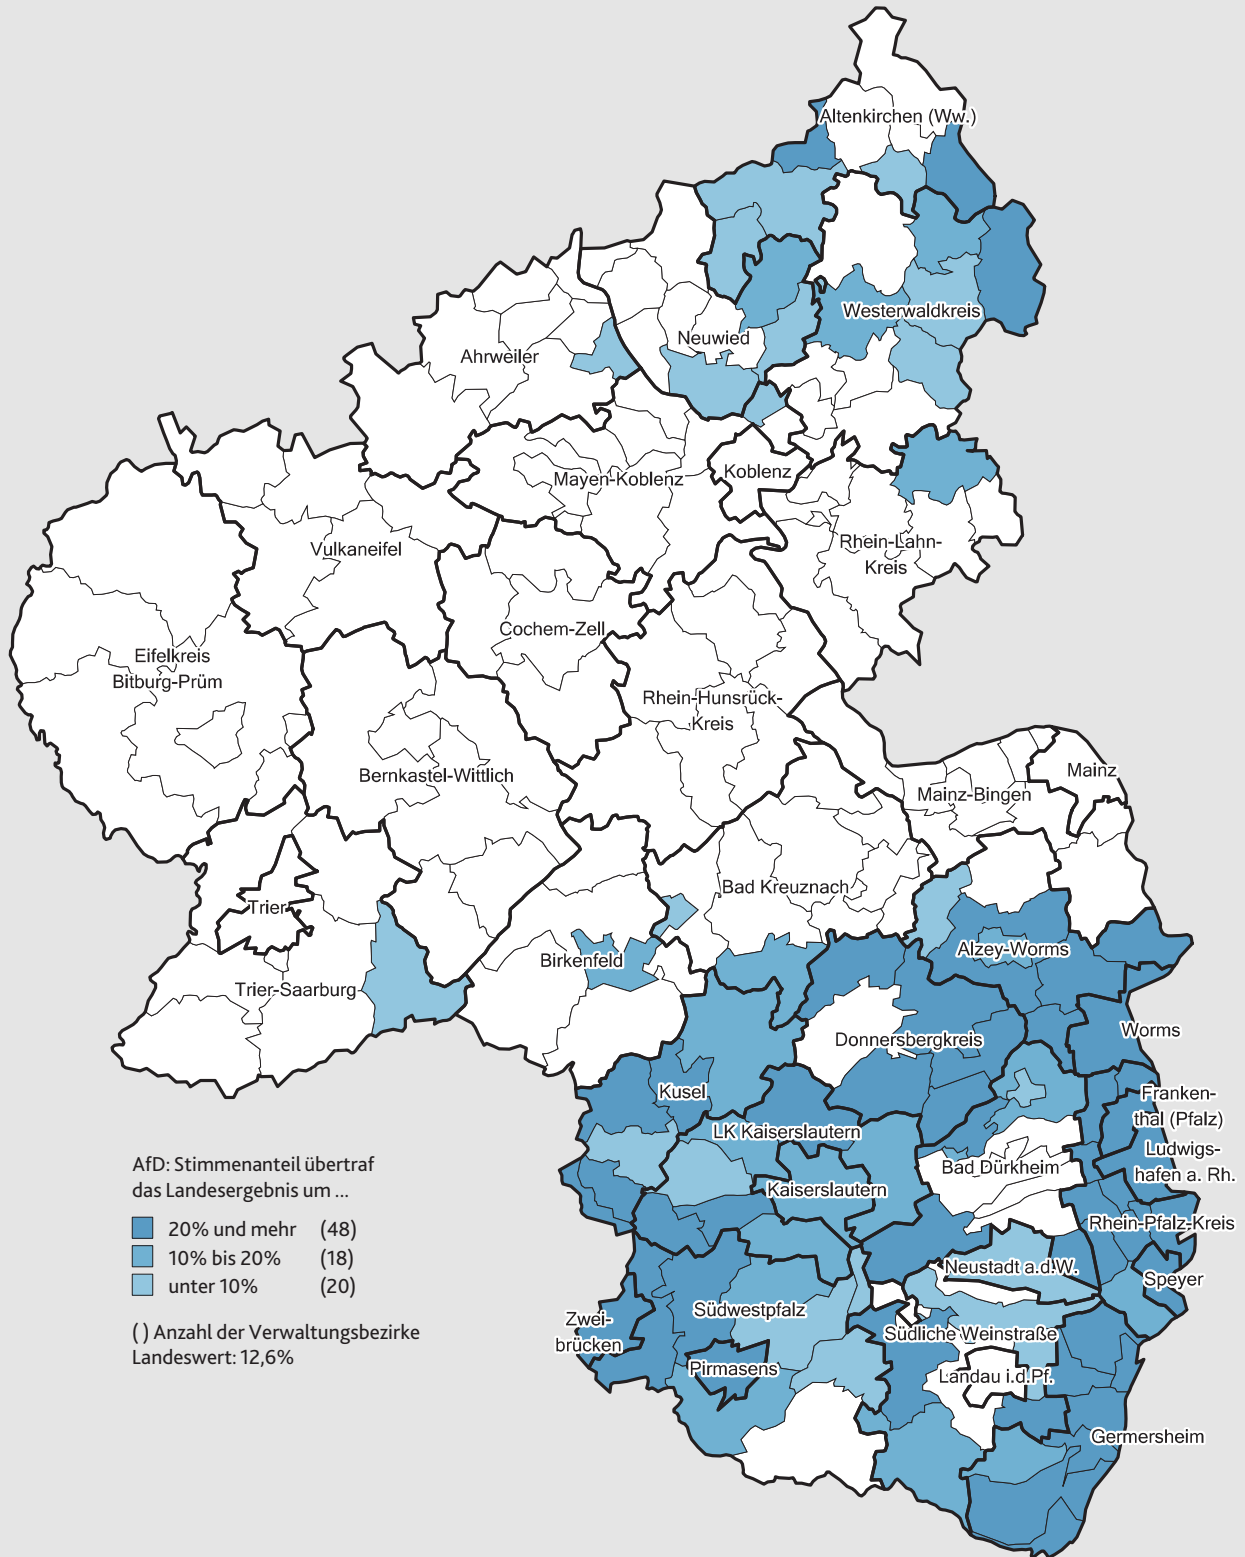 Altenkirchen (Ww.)
Westerwaldkreis
Neuwied
Ahrweiler
Mayen-Koblenz
Koblenz
Rhein-Lahn-
Kreis
Vulkaneifel
Cochem-Zell
Eifelkreis
Bitburg-Prüm
Rhein-Hunsrück-
Kreis
Bernkastel-Wittlich
Mainz
Mainz-Bingen
Bad Kreuznach
Trier
Alzey-Worms
Birkenfeld
Trier-Saarburg
Worms
Donnersbergkreis
Kusel
Franken-
thal (Pfalz)
LK Kaiserslautern
Ludwigs-
hafen a. Rh.
Bad Dürkheim
Kaiserslautern
Rhein-Pfalz-Kreis
Neustadt a.d.W.
Speyer
Südwestpfalz
Zwei-
brücken
Südliche Weinstraße
Pirmasens
Landau i.d.Pf.
Germersheim
AfD: Stimmenanteil übertraf
das Landesergebnis um ...
20% und mehr (48)
10% bis 20% (18)
unter 10% (20)
( ) Anzahl der Verwaltungsbezirke
Landeswert: 12,6%